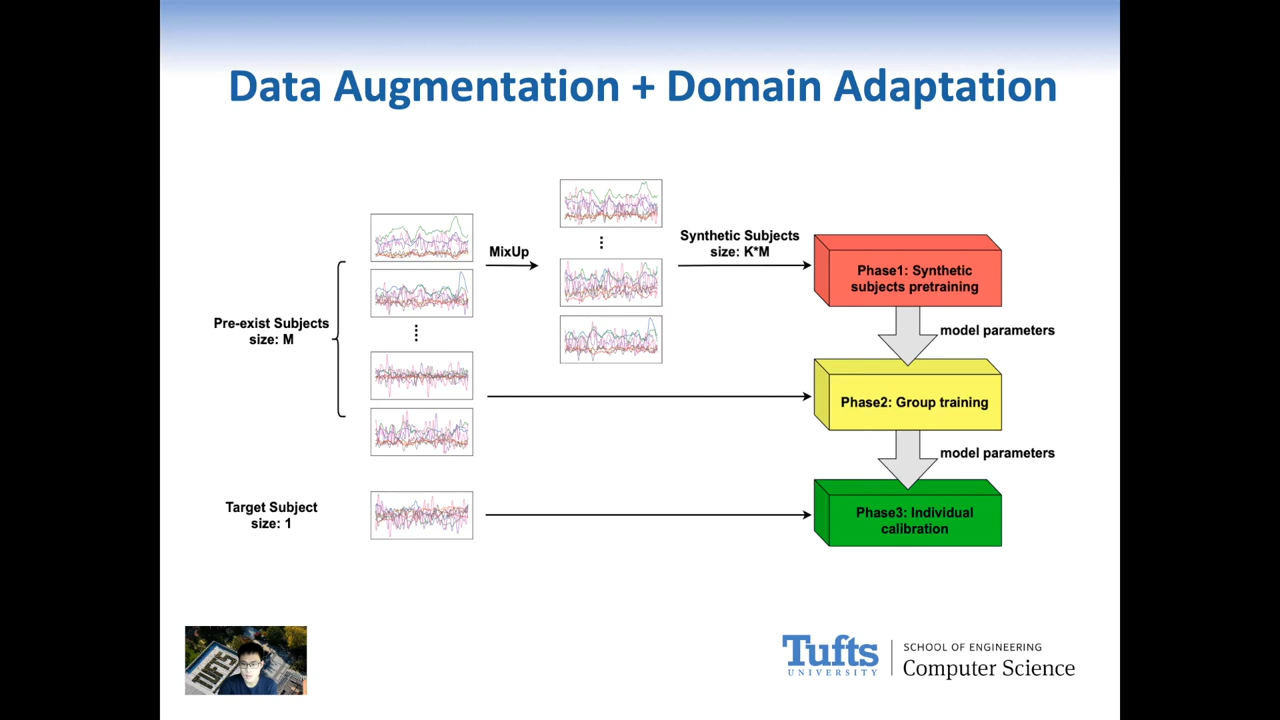 Data Augmentation + Domain Adaptation
Synthetic Subjects
size: K*M
MixUp
Phase1: Synthetic
subjects pretraining
Pre-exist Subjects
size: M
model parameters
Phase2: Group training
model parameters
Target Subject
size: 1
Phase3: Individual
calibration
TUFTS
Tufts
UNIVERSITY
SCHOOL OF ENGINEERING
Computer Science